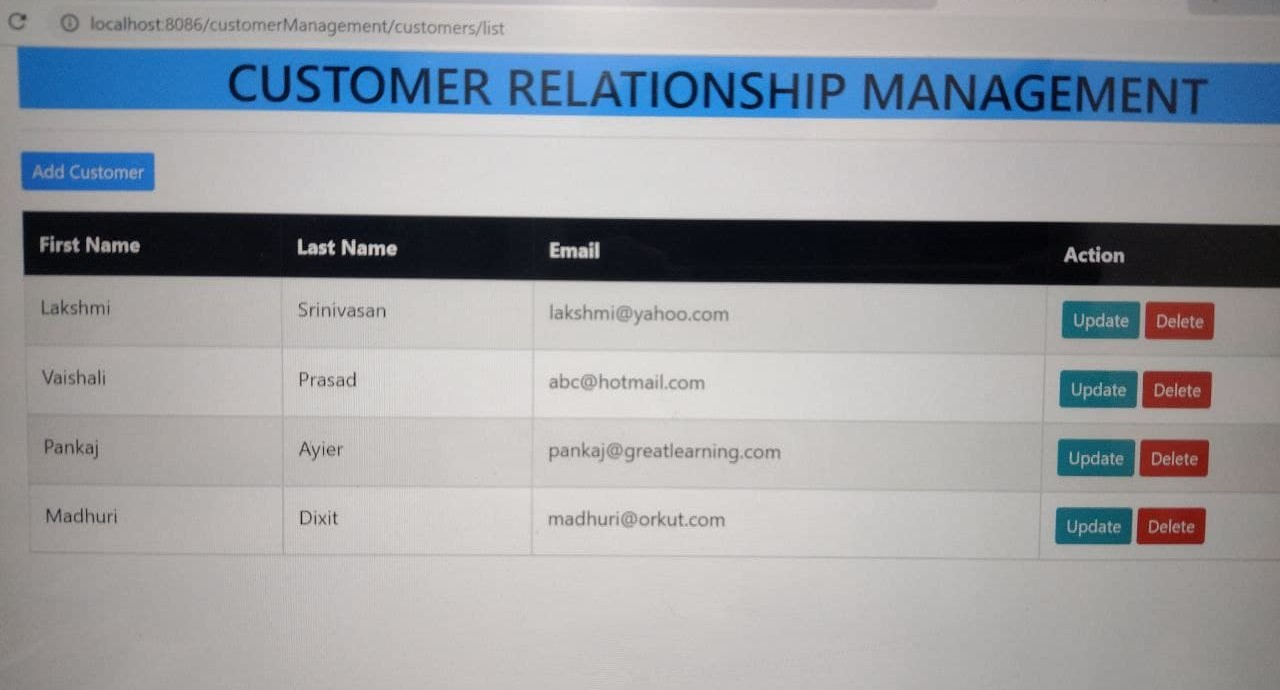 localhost:8086/customerManagement/customers/list
CUSTOMER RELATIONSHIP MANAGEMENT
Add Customer
First Name Last Name Email Action
Lakshmi Srinivasan lakshmi@yahoo.com Update Delete
Vaishali Prasad abc@hotmail.com Update Delete
Pankaj Ayier pankaj@greatlearning.com Update Delete
Madhuri Dixit madhuri@orkut.com Update Delete